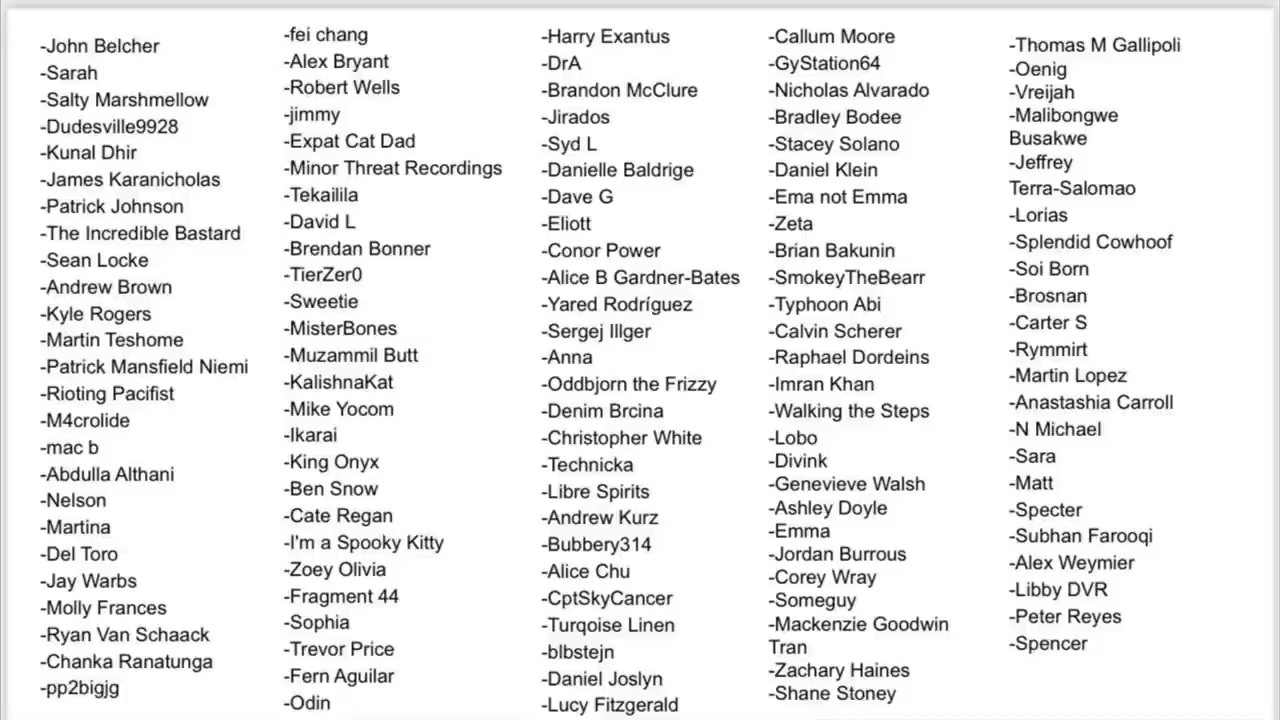 -John Belcher
-Sarah
-Salty Marshmellow
-Dudesville9928
-Kunal Dhir
-James Karanicholas
-Patrick Johnson
-The Incredible Bastard
-Sean Locke
-Andrew Brown
-Kyle Rogers
-Martin Teshome
-Patrick Mansfield Niemi
-Rioting Pacifist
-M4crolide
-mac b
-Abdulla Althani
-Nelson
-Martina
-Del Toro
-Jay Warbs
-Molly Frances
-Ryan Van Schaack
-Chanka Ranatunga
-pp2bigjg
-fei chang
-Alex Bryant
-Robert Wells
-jimmy
-Expat Cat Dad
-Minor Threat Recordings
-Tekailila
-David L
-Brendan Bonner
-TierZer0
-Sweetie
-MisterBones
-Muzammil Butt
-KalishnaKat
-Mike Yocom
-Ikarai
-King Onyx
-Ben Snow
-Cate Regan
-I'm a Spooky Kitty
-Zoey Olivia
-Fragment 44
-Sophia
-Trevor Price
-Fern Aguilar
-Odin
-Harry Exantus
-DrA
-Brandon McClure
-Jirados
-Syd L
-Danielle Baldrige
-Dave G
-Eliott
-Conor Power
-Alice B Gardner-Bates
-Yared Rodríguez
-Sergej Illger
-Anna
-Oddbjorn the Frizzy
-Denim Brcina
-Christopher White
-Technicka
-Libre Spirits
-Andrew Kurz
-Bubbery314
-Alice Chu
-CptSkyCancer
-Turqoise Linen
-blbstejn
-Daniel Joslyn
-Lucy Fitzgerald
-Callum Moore
-GyStation64
-Nicholas Alvarado
-Bradley Bodee
-Stacey Solano
-Daniel Klein
-Ema not Emma
-Zeta
-Brian Bakunin
-SmokeyTheBearr
-Typhoon Abi
-Calvin Scherer
-Raphael Dordeins
-Imran Khan
-Walking the Steps
-Lobo
-Divink
-Genevieve Walsh
-Ashley Doyle
-Emma
-Jordan Burrous
-Corey Wray
-Someguy
-Mackenzie Goodwin
Tran
-Zachary Haines
-Shane Stoney
-Thomas M Gallipoli
-Oenig
-Vreijah
-Malibongwe
Busakwe
-Jeffrey
Terra-Salomao
-Lorias
-Splendid Cowhoof
-Soi Born
-Brosnan
-Carter S
-Rymmirt
-Martin Lopez
-Anastashia Carroll
-N Michael
-Sara
-Matt
-Specter
-Subhan Farooqi
-Alex Weymier
-Libby DVR
-Peter Reyes
-Spencer